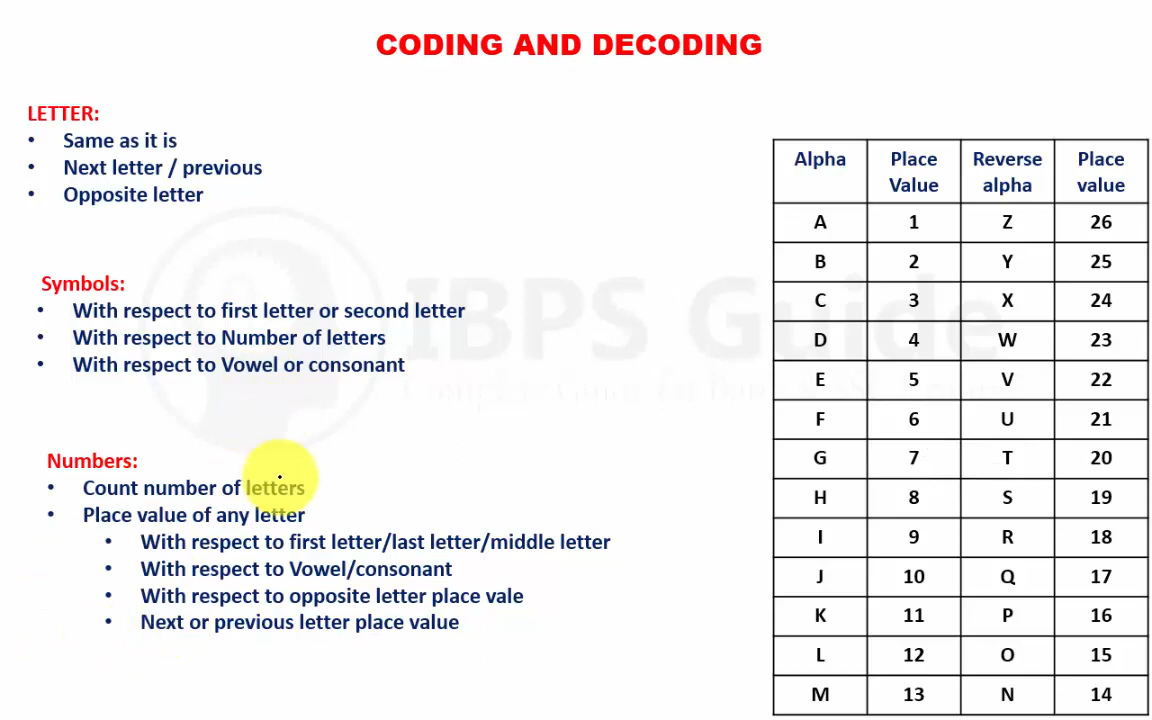 CODING AND DECODING
LETTER:
• Same as it is
• Next letter / previous
• Opposite letter
Symbols:
• With respect to first letter or second letter
• With respect to Number of letters
• With respect to Vowel or consonant
Numbers:
• Count number of letters
• Place value of any letter
• With respect to first letter/last letter/middle letter
• With respect to Vowel/consonant
• With respect to opposite letter place vale
• Next or previous letter place value
Alpha Place Value Reverse alpha Place value
A 1 Z 26
B 2 Y 25
C 3 X 24
D 4 W 23
E 5 V 22
F 6 U 21
G 7 T 20
H 8 S 19
I 9 R 18
J 10 Q 17
K 11 P 16
L 12 O 15
M 13 N 14
IBPS Guide